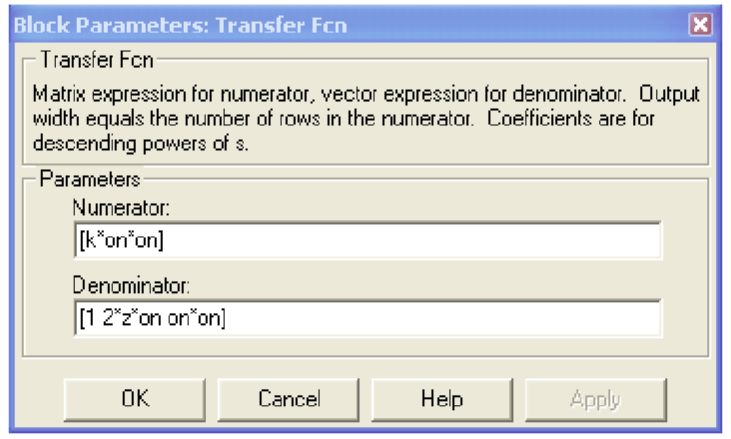 Block Parameters: Transfer Fcn
Transfer Fcn
Matrix expression for numerator, vector expression for denominator. Output
width equals the number of rows in the numerator. Coefficients are for
descending powers of s.
Parameters
Numerator:
[k*on*on]
Denominator:
[1 2*z*on on*on]
OK
Cancel
Help
Apply